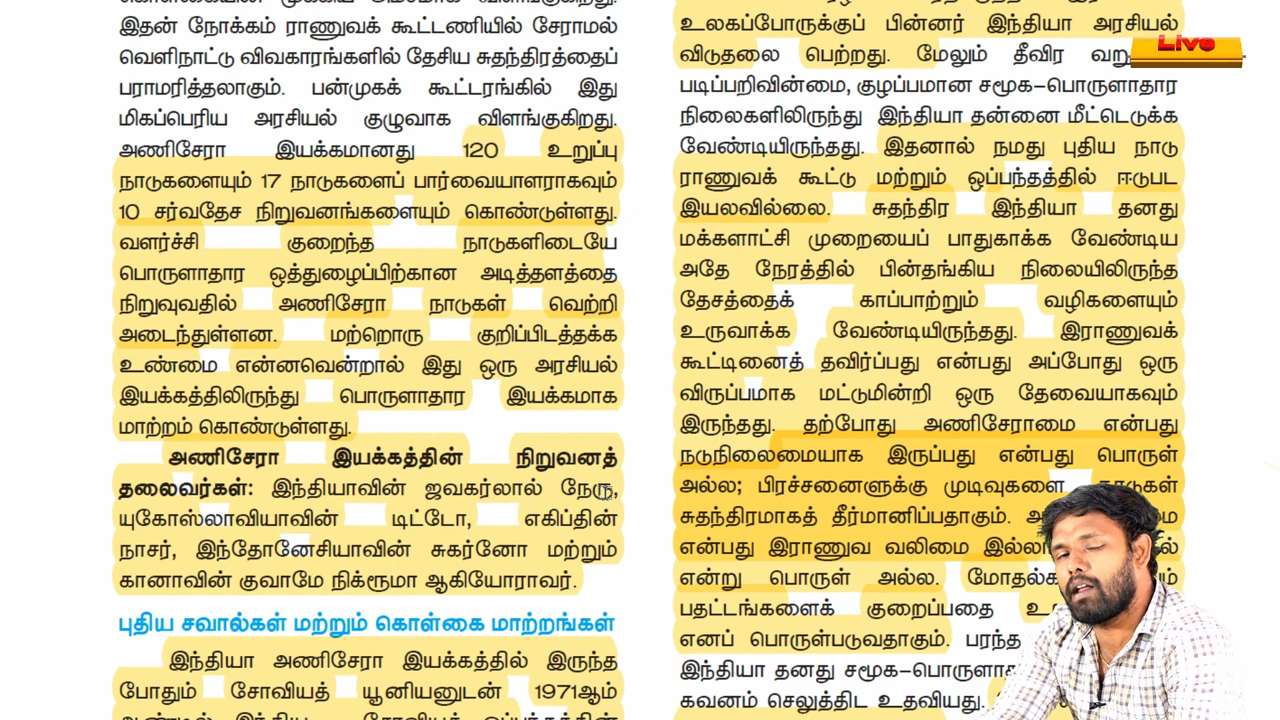 இதன் நோக்கம் ராணுவக் கூட்டணியில் சேராமல்
வெளிநாட்டு விவகாரங்களில் தேசிய சுதந்திரத்தைப்
பராமரித்தலாகும். பன்முகக் கூட்டரங்கில் இது
மிகப்பெரிய அரசியல் குழுவாக விளங்குகிறது.
அணிசேரா இயக்கமானது 120 உறுப்பு
நாடுகளையும் 17 நாடுகளைப் பார்வையாளராகவும்
10 சர்வதேச நிறுவனங்களையும் கொண்டுள்ளது.
வளர்ச்சி குறைந்த நாடுகளிடையே
பொருளாதார ஒத்துழைப்பிற்கான அடித்தளத்தை
நிறுவுவதில் அணிசேரா நாடுகள் வெற்றி
அடைந்துள்ளன. மற்றொரு குறிப்பிடத்தக்க
உண்மை என்னவென்றால் இது ஒரு அரசியல்
இயக்கத்திலிருந்து பொருளாதார இயக்கமாக
மாற்றம் கொண்டுள்ளது.
அணிசேரா இயக்கத்தின் நிறுவனத்
தலைவர்கள்: இந்தியாவின் ஜவகர்லால் நேரு,
யுகோஸ்லாவியாவின் டிட்டோ, எகிப்தின்
நாசர், இந்தோனேசியாவின் சுகர்னோ மற்றும்
கானாவின் குவாமே நிக்ரூமா ஆகியோராவர்.
புதிய சவால்கள் மற்றும் கொள்கை மாற்றங்கள்
இந்தியா அணிசேரா இயக்கத்தில் இருந்த
போதும் சோவியத் யூனியனுடன் 1971ஆம்
உலகப்போருக்குப் பின்னர் இந்தியா அரசியல்
விடுதலை பெற்றது. மேலும் தீவிர
படிப்பறிவின்மை, குழப்பமான சமூக–பொருளாதார
நிலைகளிலிருந்து இந்தியா தன்னை மீட்டெடுக்க
வேண்டியிருந்தது. இதனால் நமது புதிய நாடு
ராணுவக் கூட்டு மற்றும் ஒப்பந்தத்தில் ஈடுபட
இயலவில்லை. சுதந்திர இந்தியா தனது
மக்களாட்சி முறையைப் பாதுகாக்க வேண்டிய
அதே நேரத்தில் பின்தங்கிய நிலையிலிருந்த
தேசத்தைக் காப்பாற்றும் வழிகளையும்
உருவாக்க வேண்டியிருந்தது. இராணுவக்
கூட்டினைத் தவிர்ப்பது என்பது அப்போது ஒரு
விருப்பமாக மட்டுமின்றி ஒரு தேவையாகவும்
இருந்தது. தற்போது அணிசேராமை என்பது
நடுநிலைமையாக இருப்பது என்பது பொருள்
அல்ல; பிரச்சனைளுக்கு முடிவுகளை
சுதந்திரமாகத் தீர்மானிப்பதாகும்.
என்பது இராணுவ வலிமை
என்று பொருள் அல்ல.
பதட்டங்களைக் குறைப்பதை
எனப் பொருள்படுவதாகும். பரந்த
இந்தியா தனது
கவனம் செலுத்திட உதவியது.
Live